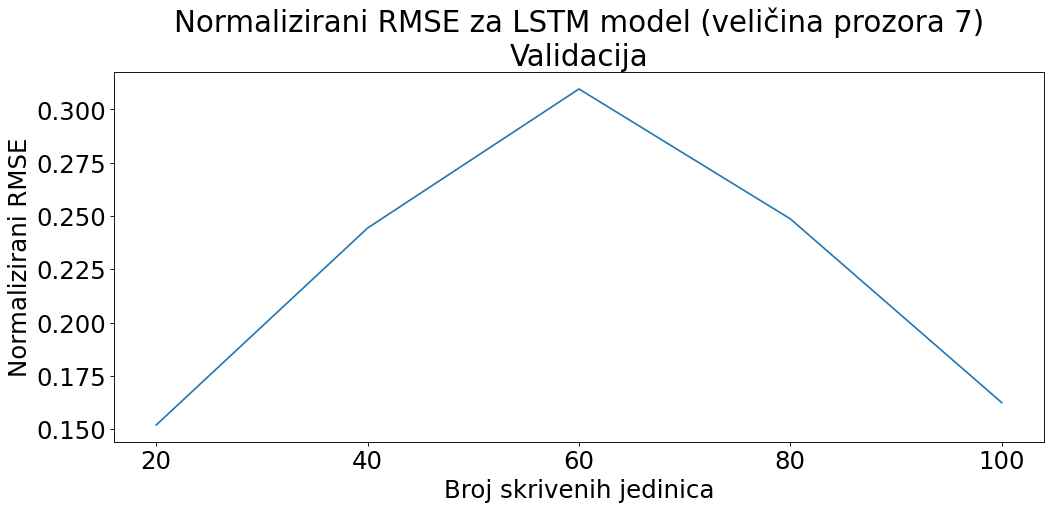 Normalizirani RMSE za LSTM model (veličina prozora 7)
Validacija
Normalizirani RMSE
0.300
0.275
0.250
0.225
0.200
0.175
0.150
20 40 60 80 100
Broj skrivenih jedinica